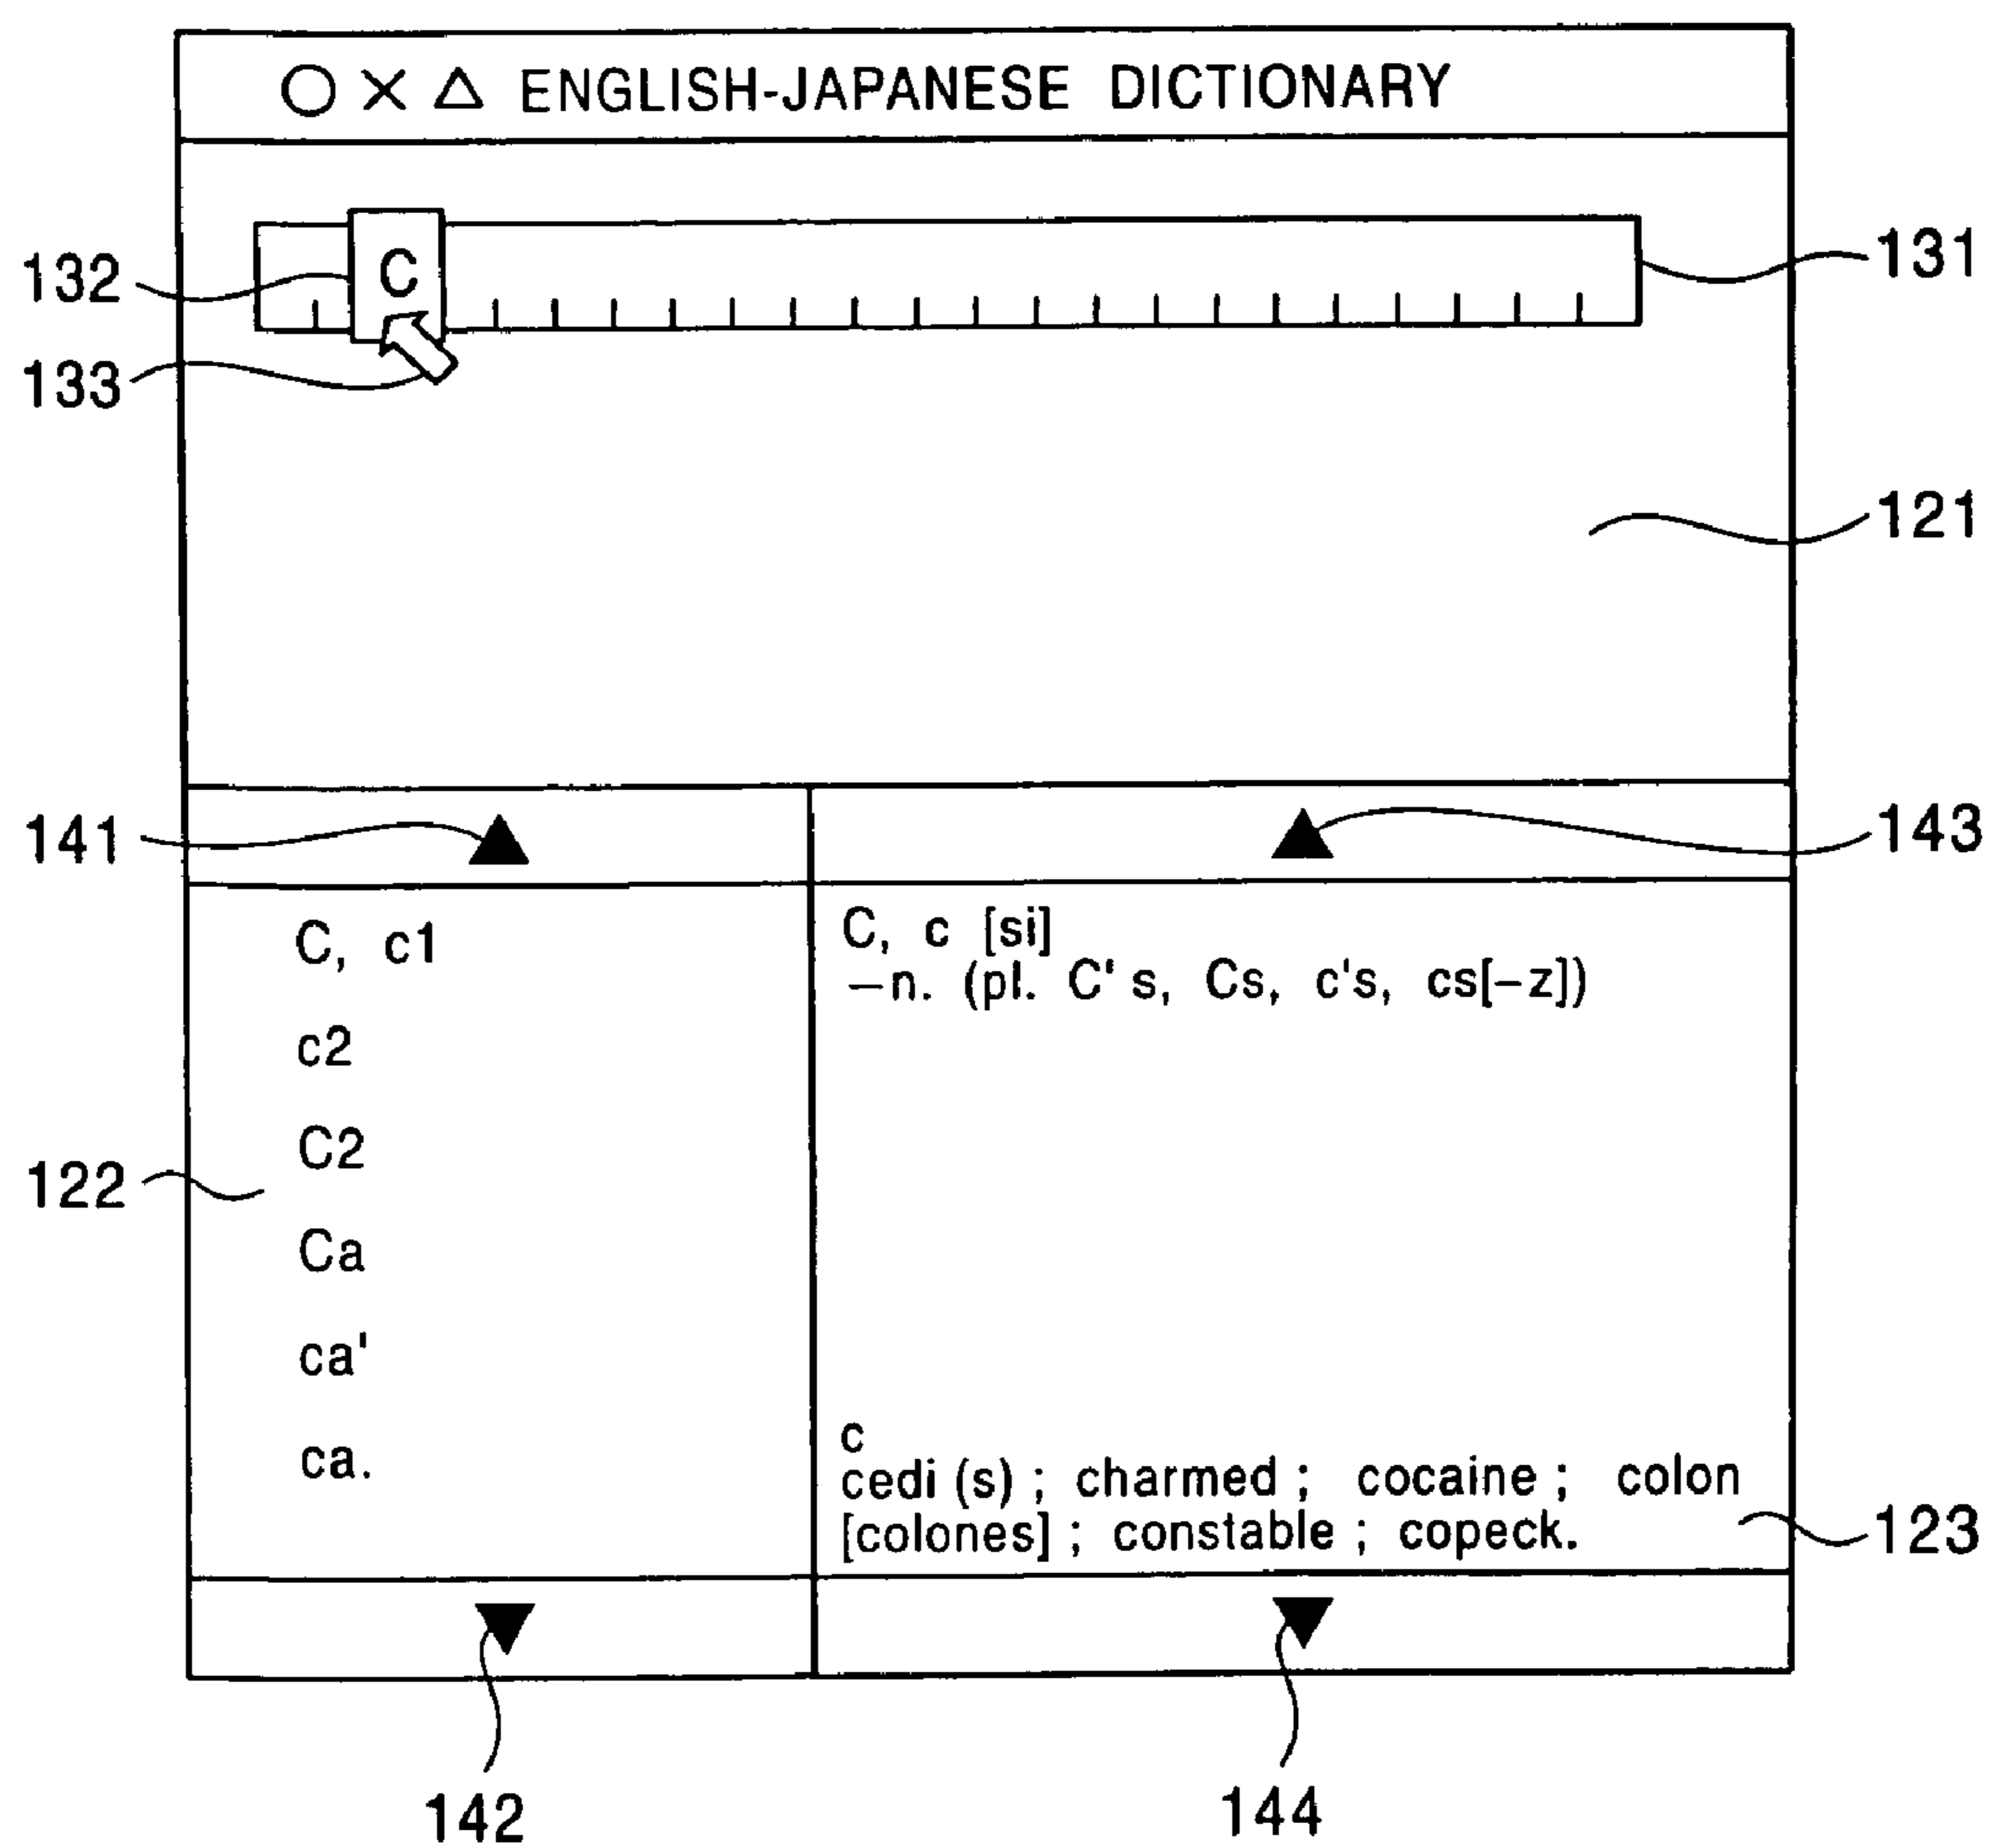 ○ × △ ENGLISH-JAPANESE DICTIONARY
C
132
131
133
121
141
143
C, c1
c2
C2
Ca
ca'
ca.
122
C, c [si]
—n. (pl. C's, Cs, c's, cs[−z])
c
cedi (s) ; charmed ; cocaine ; colon
[colones] ; constable ; copeck.
123
142
144